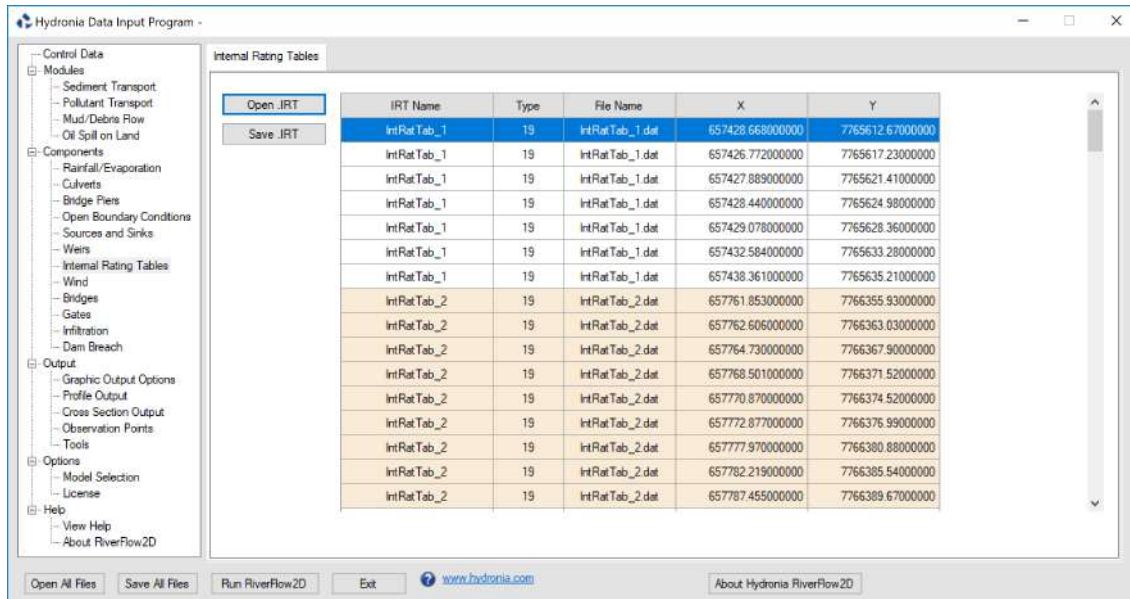 Hydronia Data Input Program -
Control Data
Modules
Sediment Transport
Pollutant Transport
Mud/Debris Flow
Oil Spill on Land
Components
Rainfall/Evaporation
Culverts
Bridge Piers
Open Boundary Conditions
Sources and Sinks
Weirs
Internal Rating Tables
Wind
Bridges
Gates
Infiltration
Dam Breach
Output
Graphic Output Options
Profile Output
Cross Section Output
Observation Points
Tools
Options
Model Selection
License
Help
View Help
About RiverFlow2D
Internal Rating Tables
Open .IRT
Save .IRT
IRT Name Type File Name X Y
IntRatTab_1 19 IntRatTab_1.dat 657428.668000000 7765612.67000000
IntRatTab_1 19 IntRatTab_1.dat 657426.772000000 7765617.23000000
IntRatTab_1 19 IntRatTab_1.dat 657427.889000000 7765621.41000000
IntRatTab_1 19 IntRatTab_1.dat 657428.440000000 7765624.98000000
IntRatTab_1 19 IntRatTab_1.dat 657429.078000000 7765628.36000000
IntRatTab_1 19 IntRatTab_1.dat 657432.584000000 7765633.28000000
IntRatTab_1 19 IntRatTab_1.dat 657438.361000000 7765635.21000000
IntRatTab_2 19 IntRatTab_2.dat 657761.853000000 7766355.93000000
IntRatTab_2 19 IntRatTab_2.dat 657762.606000000 7766363.03000000
IntRatTab_2 19 IntRatTab_2.dat 657764.730000000 7766367.90000000
IntRatTab_2 19 IntRatTab_2.dat 657768.501000000 7766371.52000000
IntRatTab_2 19 IntRatTab_2.dat 657770.870000000 7766374.52000000
IntRatTab_2 19 IntRatTab_2.dat 657772.877000000 7766376.99000000
IntRatTab_2 19 IntRatTab_2.dat 657777.970000000 7766380.88000000
IntRatTab_2 19 IntRatTab_2.dat 657782.219000000 7766385.54000000
IntRatTab_2 19 IntRatTab_2.dat 657787.455000000 7766389.67000000
Open All Files Save All Files Run RiverFlow2D Exit ? www.hydronia.com About Hydronia RiverFlow2D